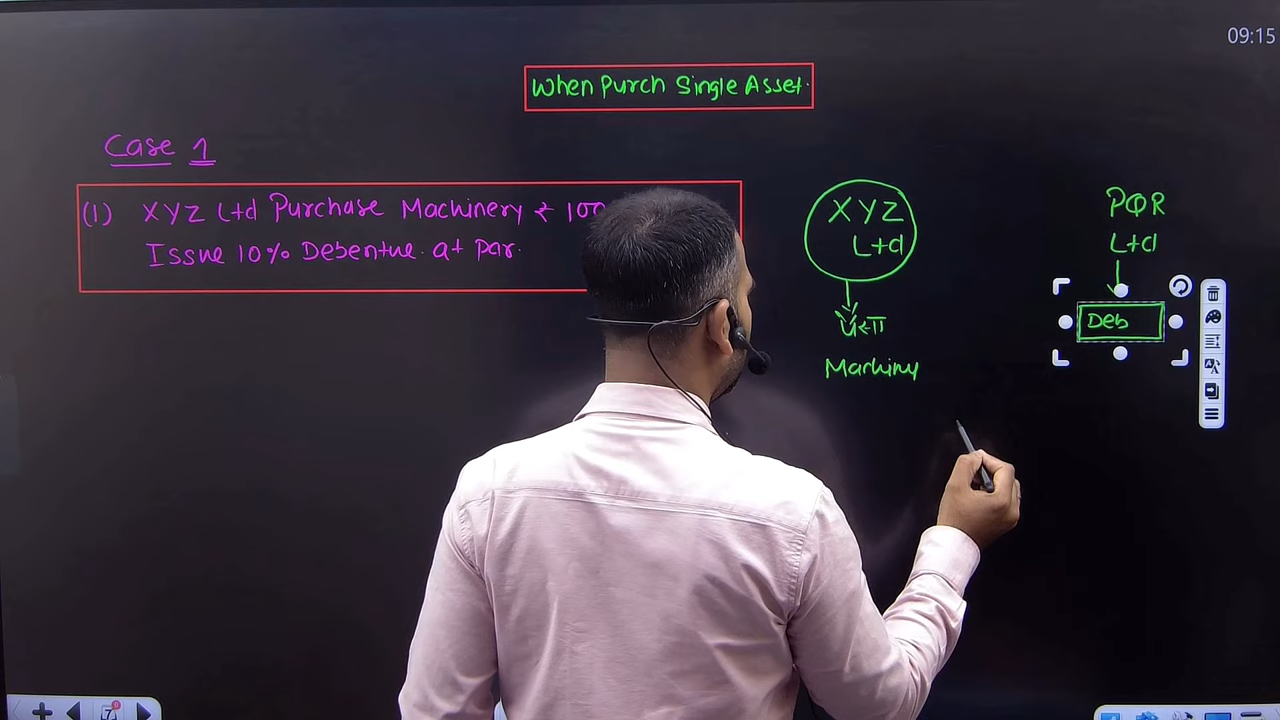 09:15
When Purch Single Asset.
Case 1
(1) XYZ Ltd Purchase Machinery ₹ 100
Issue 10% Debentue. at par.
XYZ
Ltd
PQR
Ltd
Deb